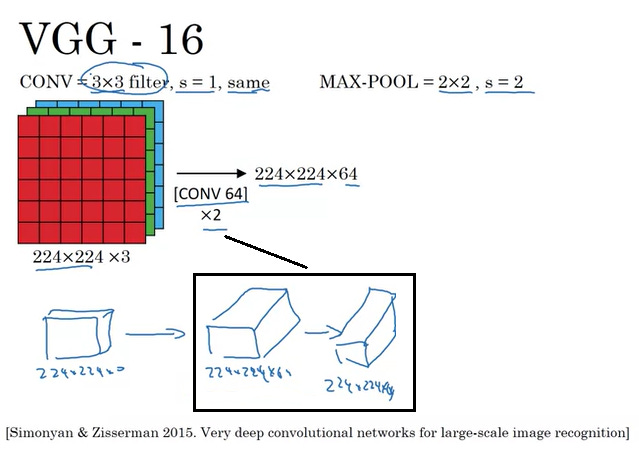 VGG - 16
CONV = 3×3 filter, s = 1, same
MAX-POOL = 2×2 , s = 2
224×224×64
[CONV 64]
×2
224×224 ×3
224×224×
224×224×64
224×224×64
[Simonyan & Zisserman 2015. Very deep convolutional networks for large-scale image recognition]